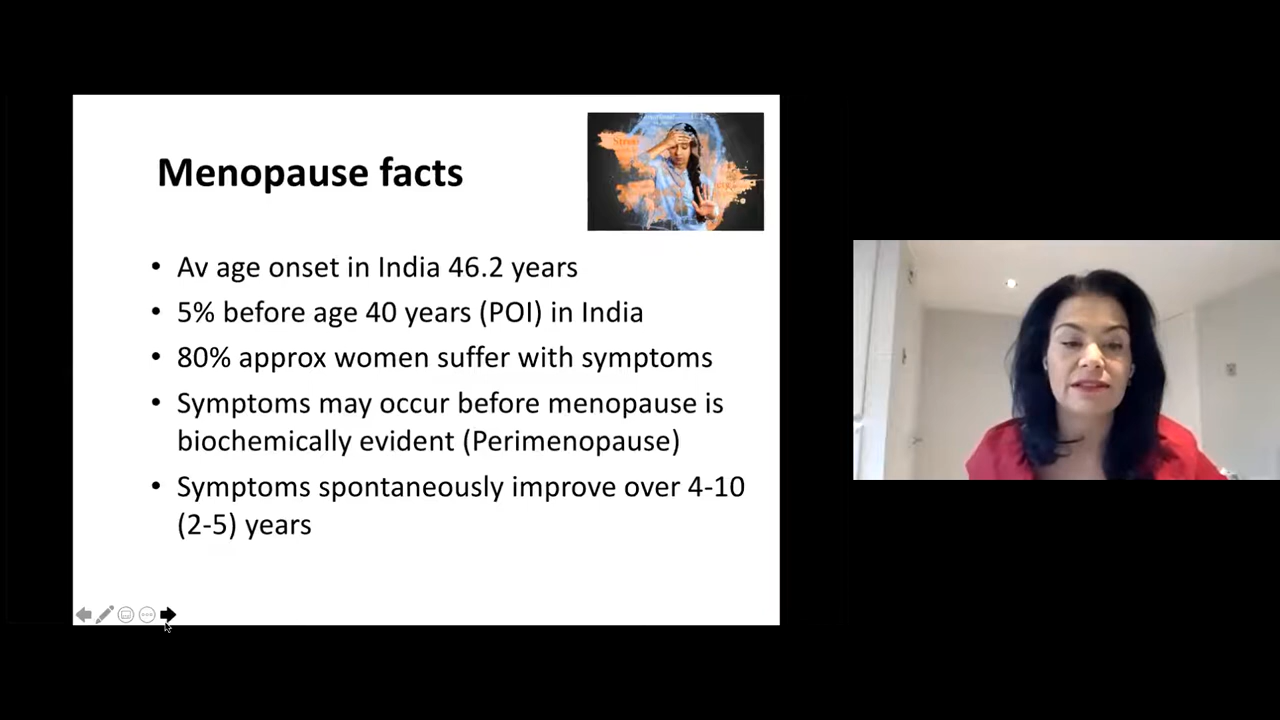 Menopause facts
• Av age onset in India 46.2 years
• 5% before age 40 years (POI) in India
• 80% approx women suffer with symptoms
• Symptoms may occur before menopause is
biochemically evident (Perimenopause)
• Symptoms spontaneously improve over 4-10
(2-5) years